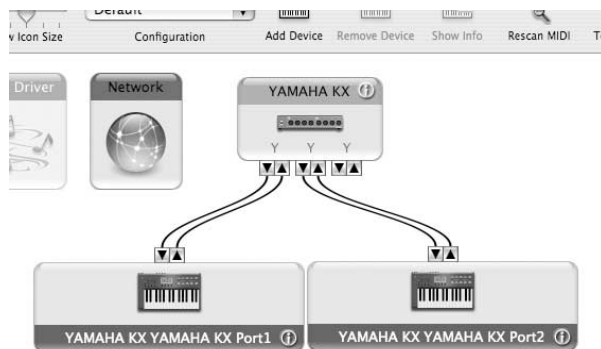 Default
w Icon Size
Configuration
Add Device
Remove Device
Show Info
Rescan MIDI
Driver
Network
YAMAHA KX
Y Y Y
YAMAHA KX YAMAHA KX Port1
YAMAHA KX YAMAHA KX Port2